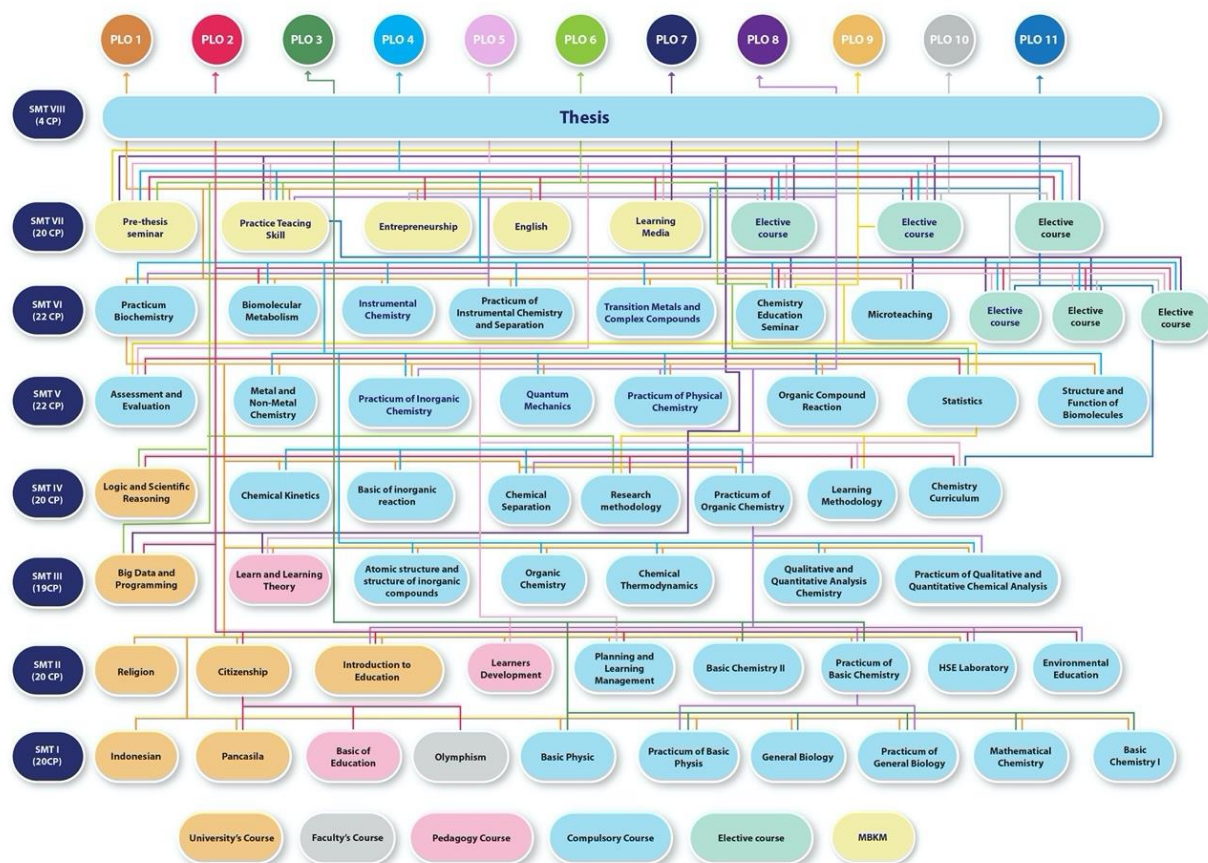 PLO 1
PLO 2
PLO 3
PLO 4
PLO 5
PLO 6
PLO 7
PLO 8
PLO 9
PLO 10
PLO 11
SMT VIII
(4 CP)
Thesis
SMT VII
(20 CP)
Pre-thesis
seminar
Practice Teacing
Skill
Entrepreneurship
English
Learning
Media
Elective
course
Elective
course
Elective
course
SMT VI
(22 CP)
Practicum
Biochemistry
Biomolecular
Metabolism
Instrumental
Chemistry
Practicum of
Instrumental Chemistry
and Separation
Transition Metals and
Complex Compounds
Chemistry
Education
Seminar
Microteaching
Elective
course
Elective
course
Elective
course
SMT V
(22 CP)
Assessment and
Evaluation
Metal and
Non-Metal
Chemistry
Practicum of Inorganic
Chemistry
Quantum
Mechanics
Practicum of Physical
Chemistry
Organic Compound
Reaction
Statistics
Structure and
Function of
Biomolecules
SMT IV
(20 CP)
Logic and Scientific
Reasoning
Chemical Kinetics
Basic of inorganic
reaction
Chemical
Separation
Research
methodology
Practicum of
Organic Chemistry
Learning
Methodology
Chemistry
Curriculum
SMT III
(19CP)
Big Data and
Programming
Learn and Learning
Theory
Atomic structure and
structure of inorganic
compounds
Organic
Chemistry
Chemical
Thermodynamics
Qualitative and
Quantitative Analysis
Chemistry
Practicum of Qualitative and
Quantitative Chemical Analysis
SMT II
(20 CP)
Religion
Citizenship
Introduction to
Education
Learners
Development
Planning and
Learning
Management
Basic Chemistry II
Practicum of
Basic Chemistry
HSE Laboratory
Environmental
Education
SMT I
(20CP)
Indonesian
Pancasila
Basic of
Education
Olymphism
Basic Physic
Practicum of Basic
Physis
General Biology
Practicum of
General Biology
Mathematical
Chemistry
Basic
Chemistry I
University's Course
Faculty's Course
Pedagogy Course
Compulsory Course
Elective course
MBKM